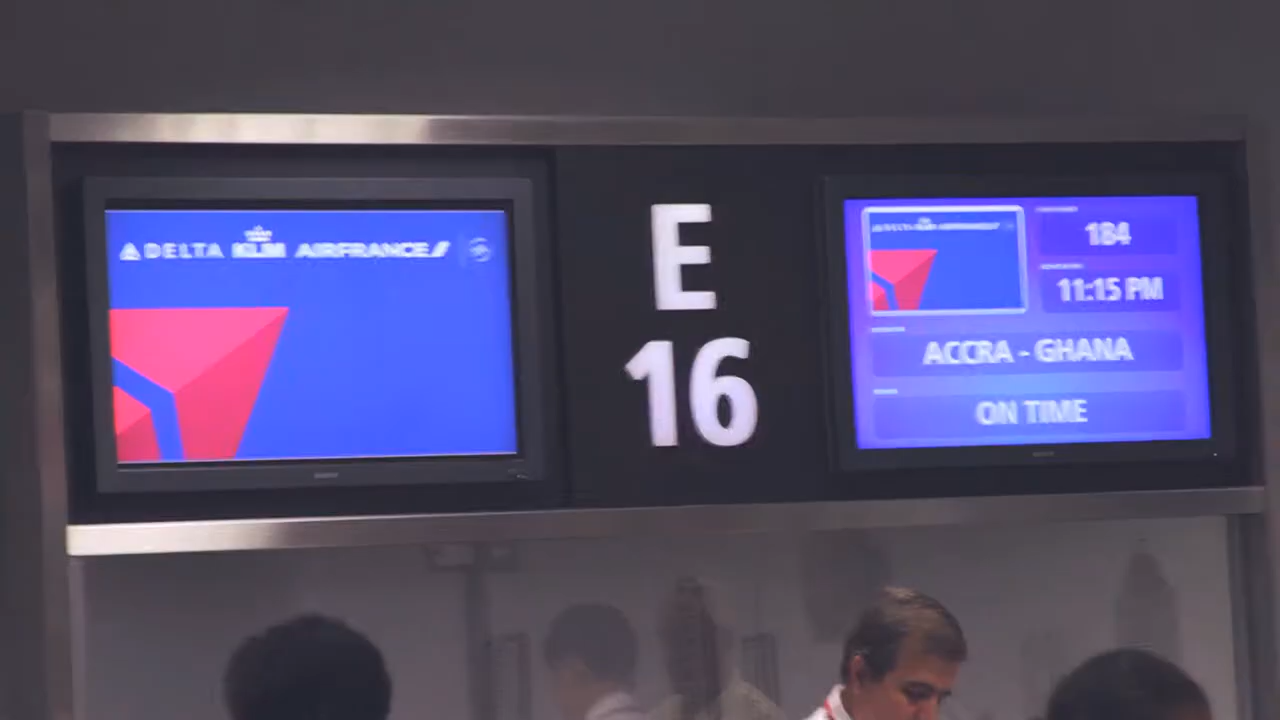 DELTA KLM AIRFRANCE
E
16
184
11:15 PM
ACCRA - GHANA
ON TIME